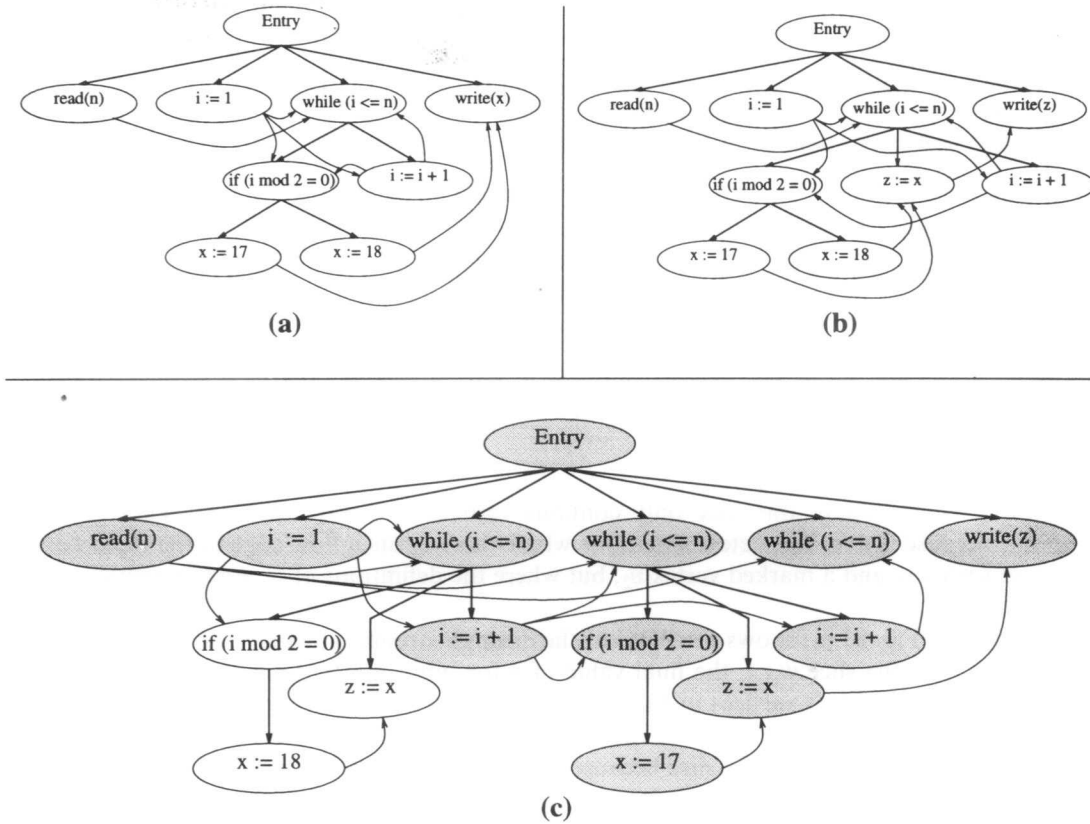 Entry
read(n)
i := 1
while (i <= n)
write(x)
if (i mod 2 = 0)
i := i + 1
x := 17
x := 18
(a)
Entry
read(n)
i := 1
while (i <= n)
write(z)
if (i mod 2 = 0)
z := x
i := i + 1
x := 17
x := 18
(b)
Entry
read(n)
i := 1
while (i <= n)
while (i <= n)
while (i <= n)
write(z)
if (i mod 2 = 0)
i := i + 1
if (i mod 2 = 0)
i := i + 1
z := x
z := x
x := 18
x := 17
(c)